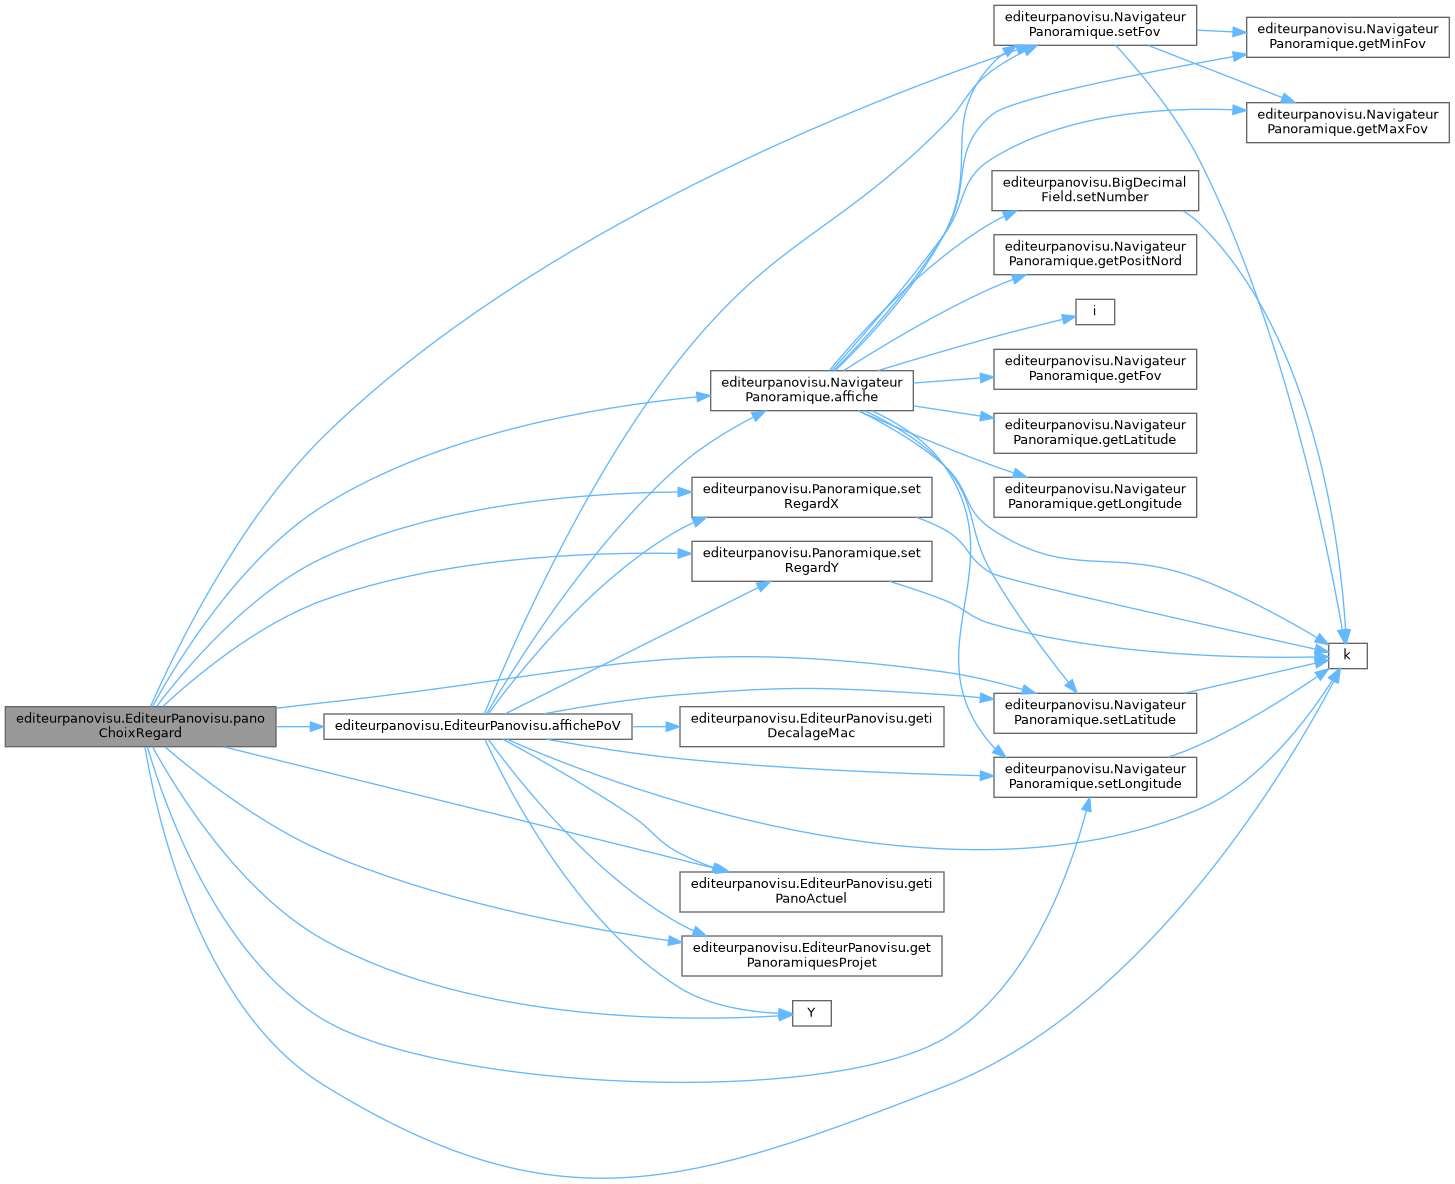 editeurpanovisu.Navigateur
Panoramique.setFov
editeurpanovisu.Navigateur
Panoramique.getMinFov
editeurpanovisu.Navigateur
Panoramique.getMaxFov
editeurpanovisu.BigDecimal
Field.setNumber
editeurpanovisu.Navigateur
Panoramique.getPositNord
i
editeurpanovisu.Navigateur
Panoramique.getFov
editeurpanovisu.Navigateur
Panoramique.affiche
editeurpanovisu.Navigateur
Panoramique.getLatitude
editeurpanovisu.Navigateur
Panoramique.getLongitude
editeurpanovisu.Panoramique.set
RegardX
editeurpanovisu.Panoramique.set
RegardY
k
editeurpanovisu.EditeurPanovisu.pano
ChoixRegard
editeurpanovisu.EditeurPanovisu.affichePoV
editeurpanovisu.EditeurPanovisu.geti
DecalageMac
editeurpanovisu.Navigateur
Panoramique.setLatitude
editeurpanovisu.Navigateur
Panoramique.setLongitude
editeurpanovisu.EditeurPanovisu.geti
PanoActuel
editeurpanovisu.EditeurPanovisu.get
PanoramiquesProjet
Y